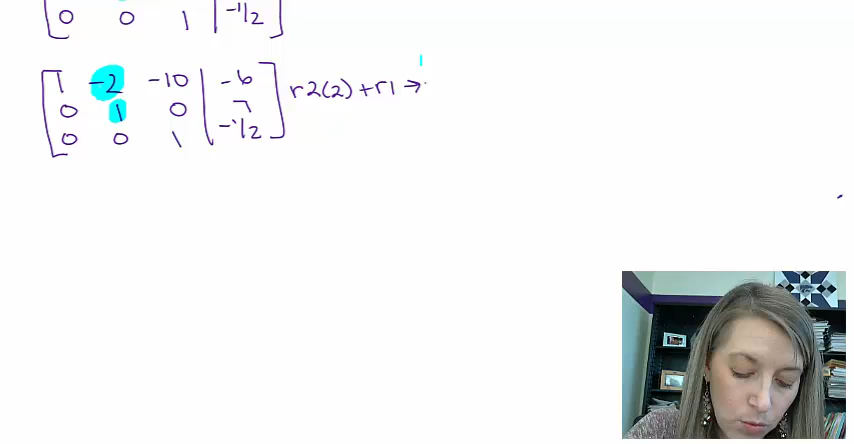 0 0 1 | -1/2
1 -2 -10 | -6 r2(2) + r1 →
0 1 0 | 7
0 0 1 | -1/2